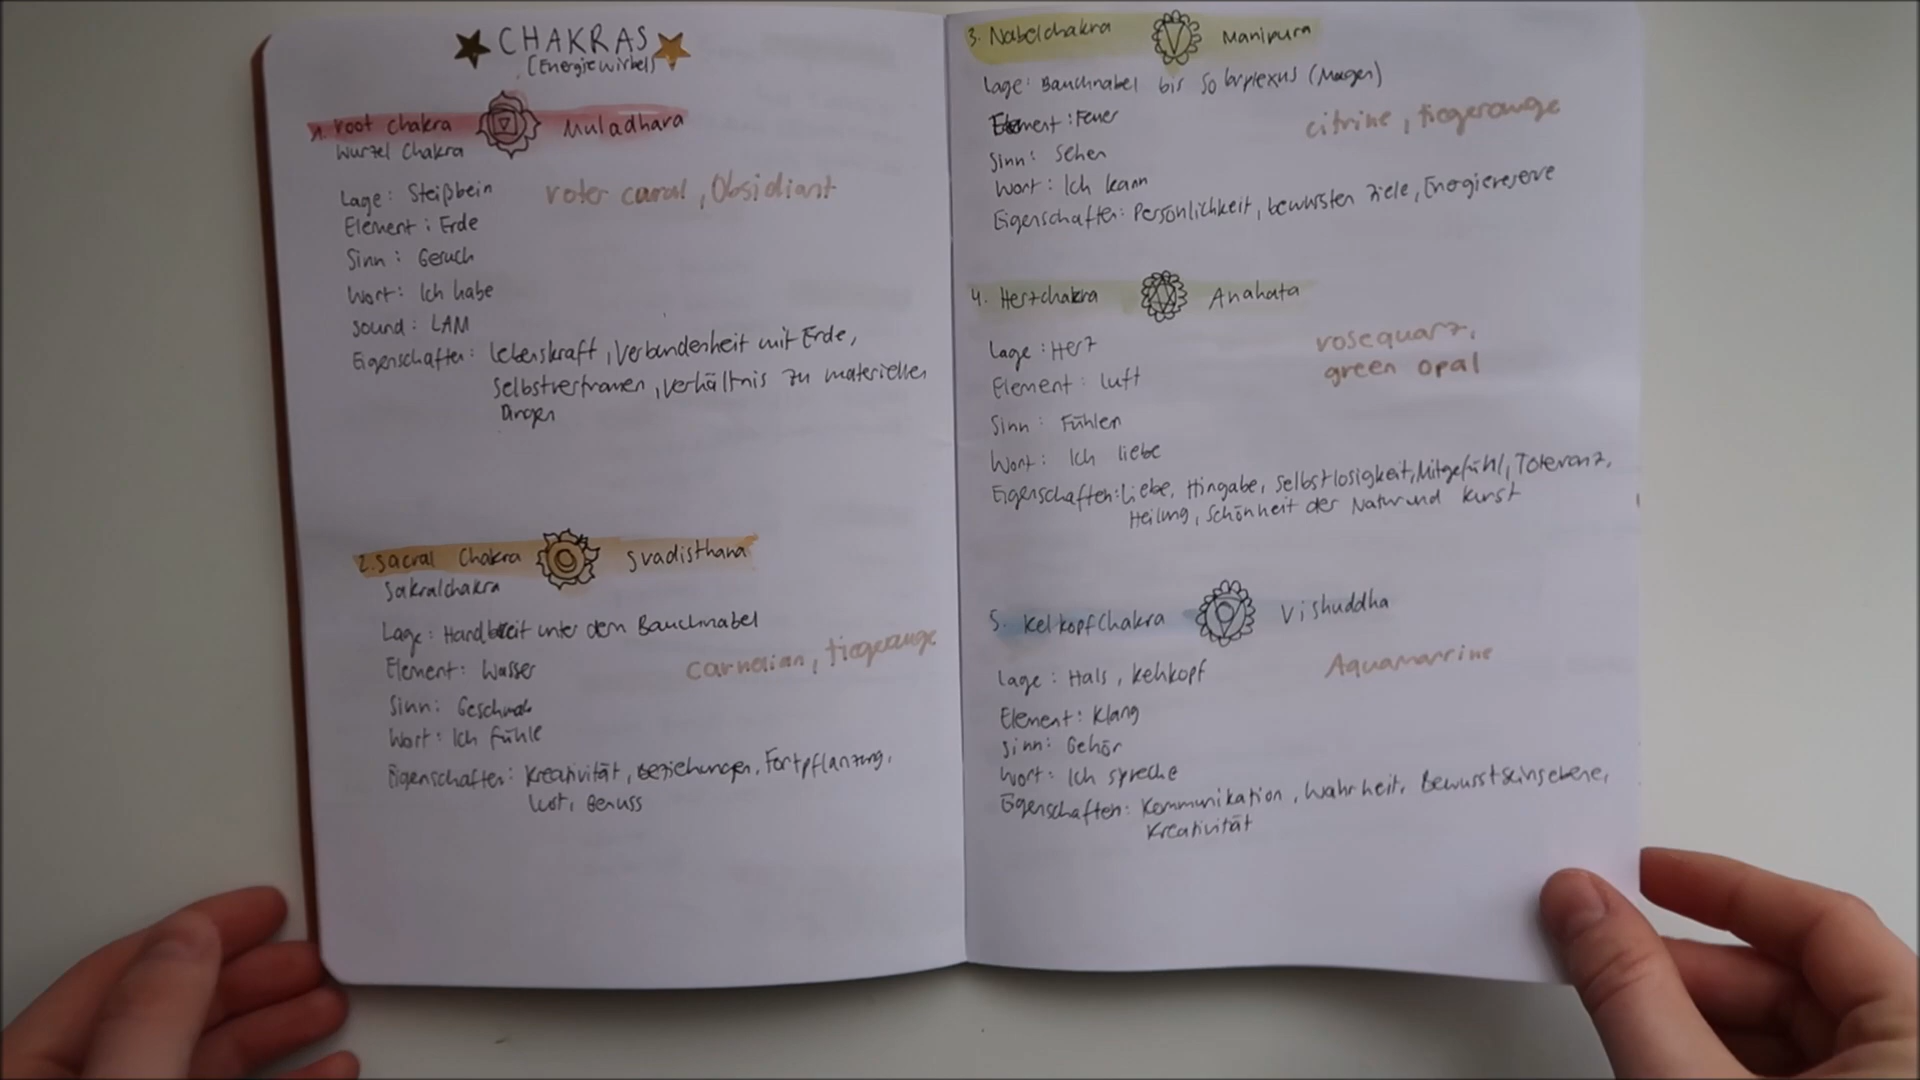 CHAKRAS
(Energiewirbel)
1. root chakra Muladhara
Wurzel Chakra
Lage: Steißbein
roter coral, Obsidiant
Element: Erde
Sinn: Geruch
Wort: Ich habe
Sound: LAM
Eigenschaften: Lebenskraft, Verbundenheit mit Erde,
Selbstvertrauen, Verhältnis zu materiellen
Dingen
2. Sacral Chakra Svadisthana
Sakralchakra
Lage: Handbreit unter dem Bauchnabel
carnelian, tiegerauge
Element: Wasser
Sinn: Geschmak
Wort: Ich fühle
Eigenschaften: Kreativität, Beziehungen, Fortpflanzung,
Lust, Genuss
3. Nabelchakra Manipura
Lage: Bauchnabel bis Solarplexus (Magen)
Element: Feuer
citrine, tiegerauge
Sinn: Sehen
Wort: Ich kann
Eigenschaften: Persönlichkeit, bewussten Ziele, Energiereserve
4. Herzchakra Anahata
Lage: Herz
rosequarz,
green opal
Element: Luft
Sinn: Fühlen
Wort: Ich liebe
Eigenschaften: Liebe, Hingabe, Selbstlosigkeit, Mitgefühl, Toleranz,
Heilung, Schönheit der Natur und Kunst
5. KelkopfChakra Vishuddha
Lage: Hals, Kehkopf
Aquamarrine
Element: Klang
Sinn: Gehör
Wort: Ich spreche
Eigenschaften: Kommunikation, Wahrheit, Bewusstseinsebene,
Kreativität